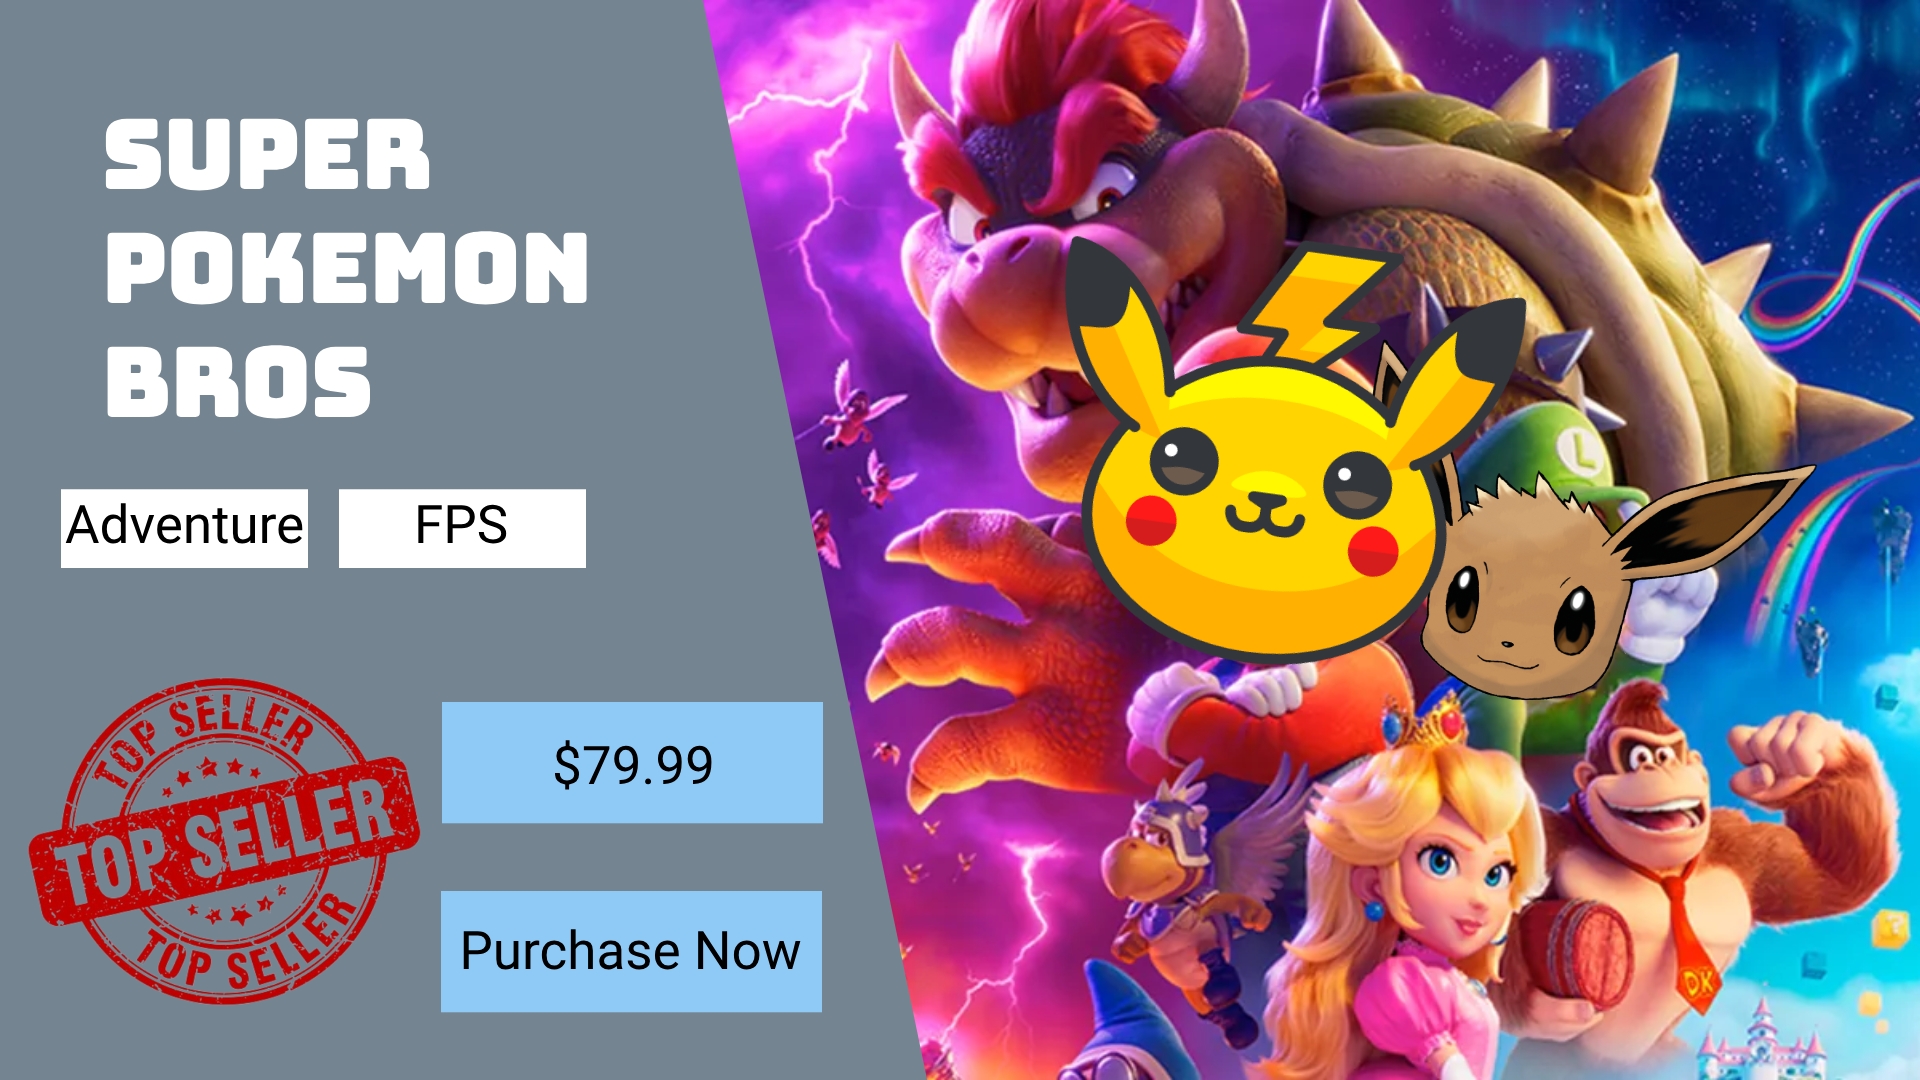 SUPER
POKEMON
BROS
Adventure
FPS
TOP SELLER
TOP SELLER
TOP SELLER
$79.99
Purchase Now
L
DK